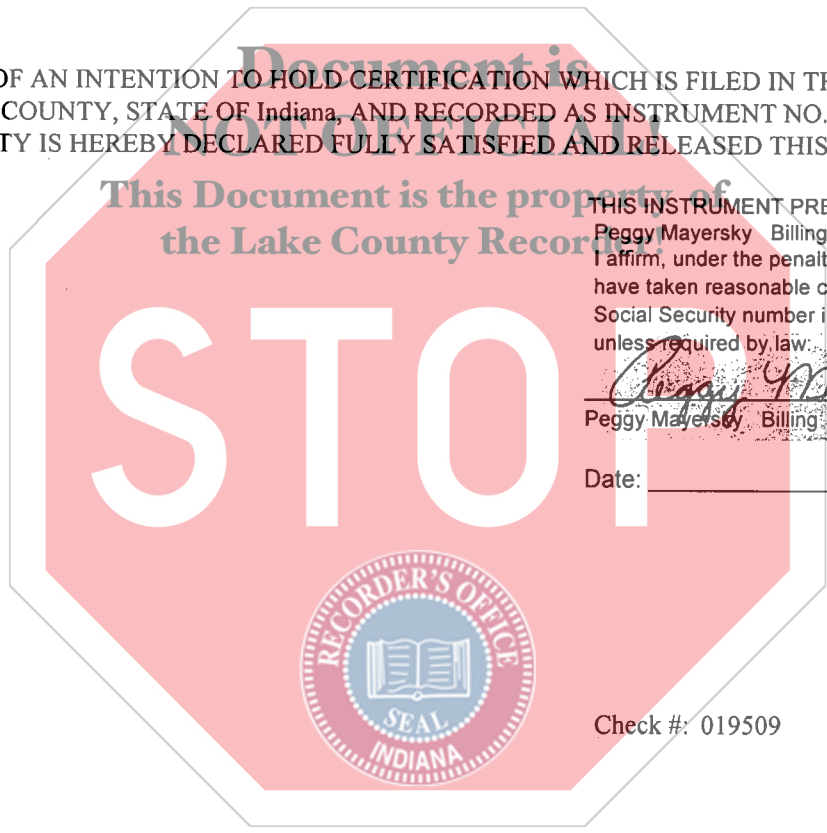 Document is
OF AN INTENTION TO HOLD CERTIFICATION WHICH IS FILED IN TH
COUNTY, STATE OF Indiana, AND RECORDED AS INSTRUMENT NO.
NOT OFFICIAL!
TY IS HEREBY DECLARED FULLY SATISFIED AND RELEASED THIS
This Document is the property of
the Lake County Recorder!
THIS INSTRUMENT PRE
Peggy Mayersky Billing
I affirm, under the penalt
have taken reasonable c
Social Security number i
unless required by law:
Peggy M
Peggy Mayersky Billing
Date:
STOP
RECORDER'S OFFICE
SEAL
INDIANA
Check #: 019509